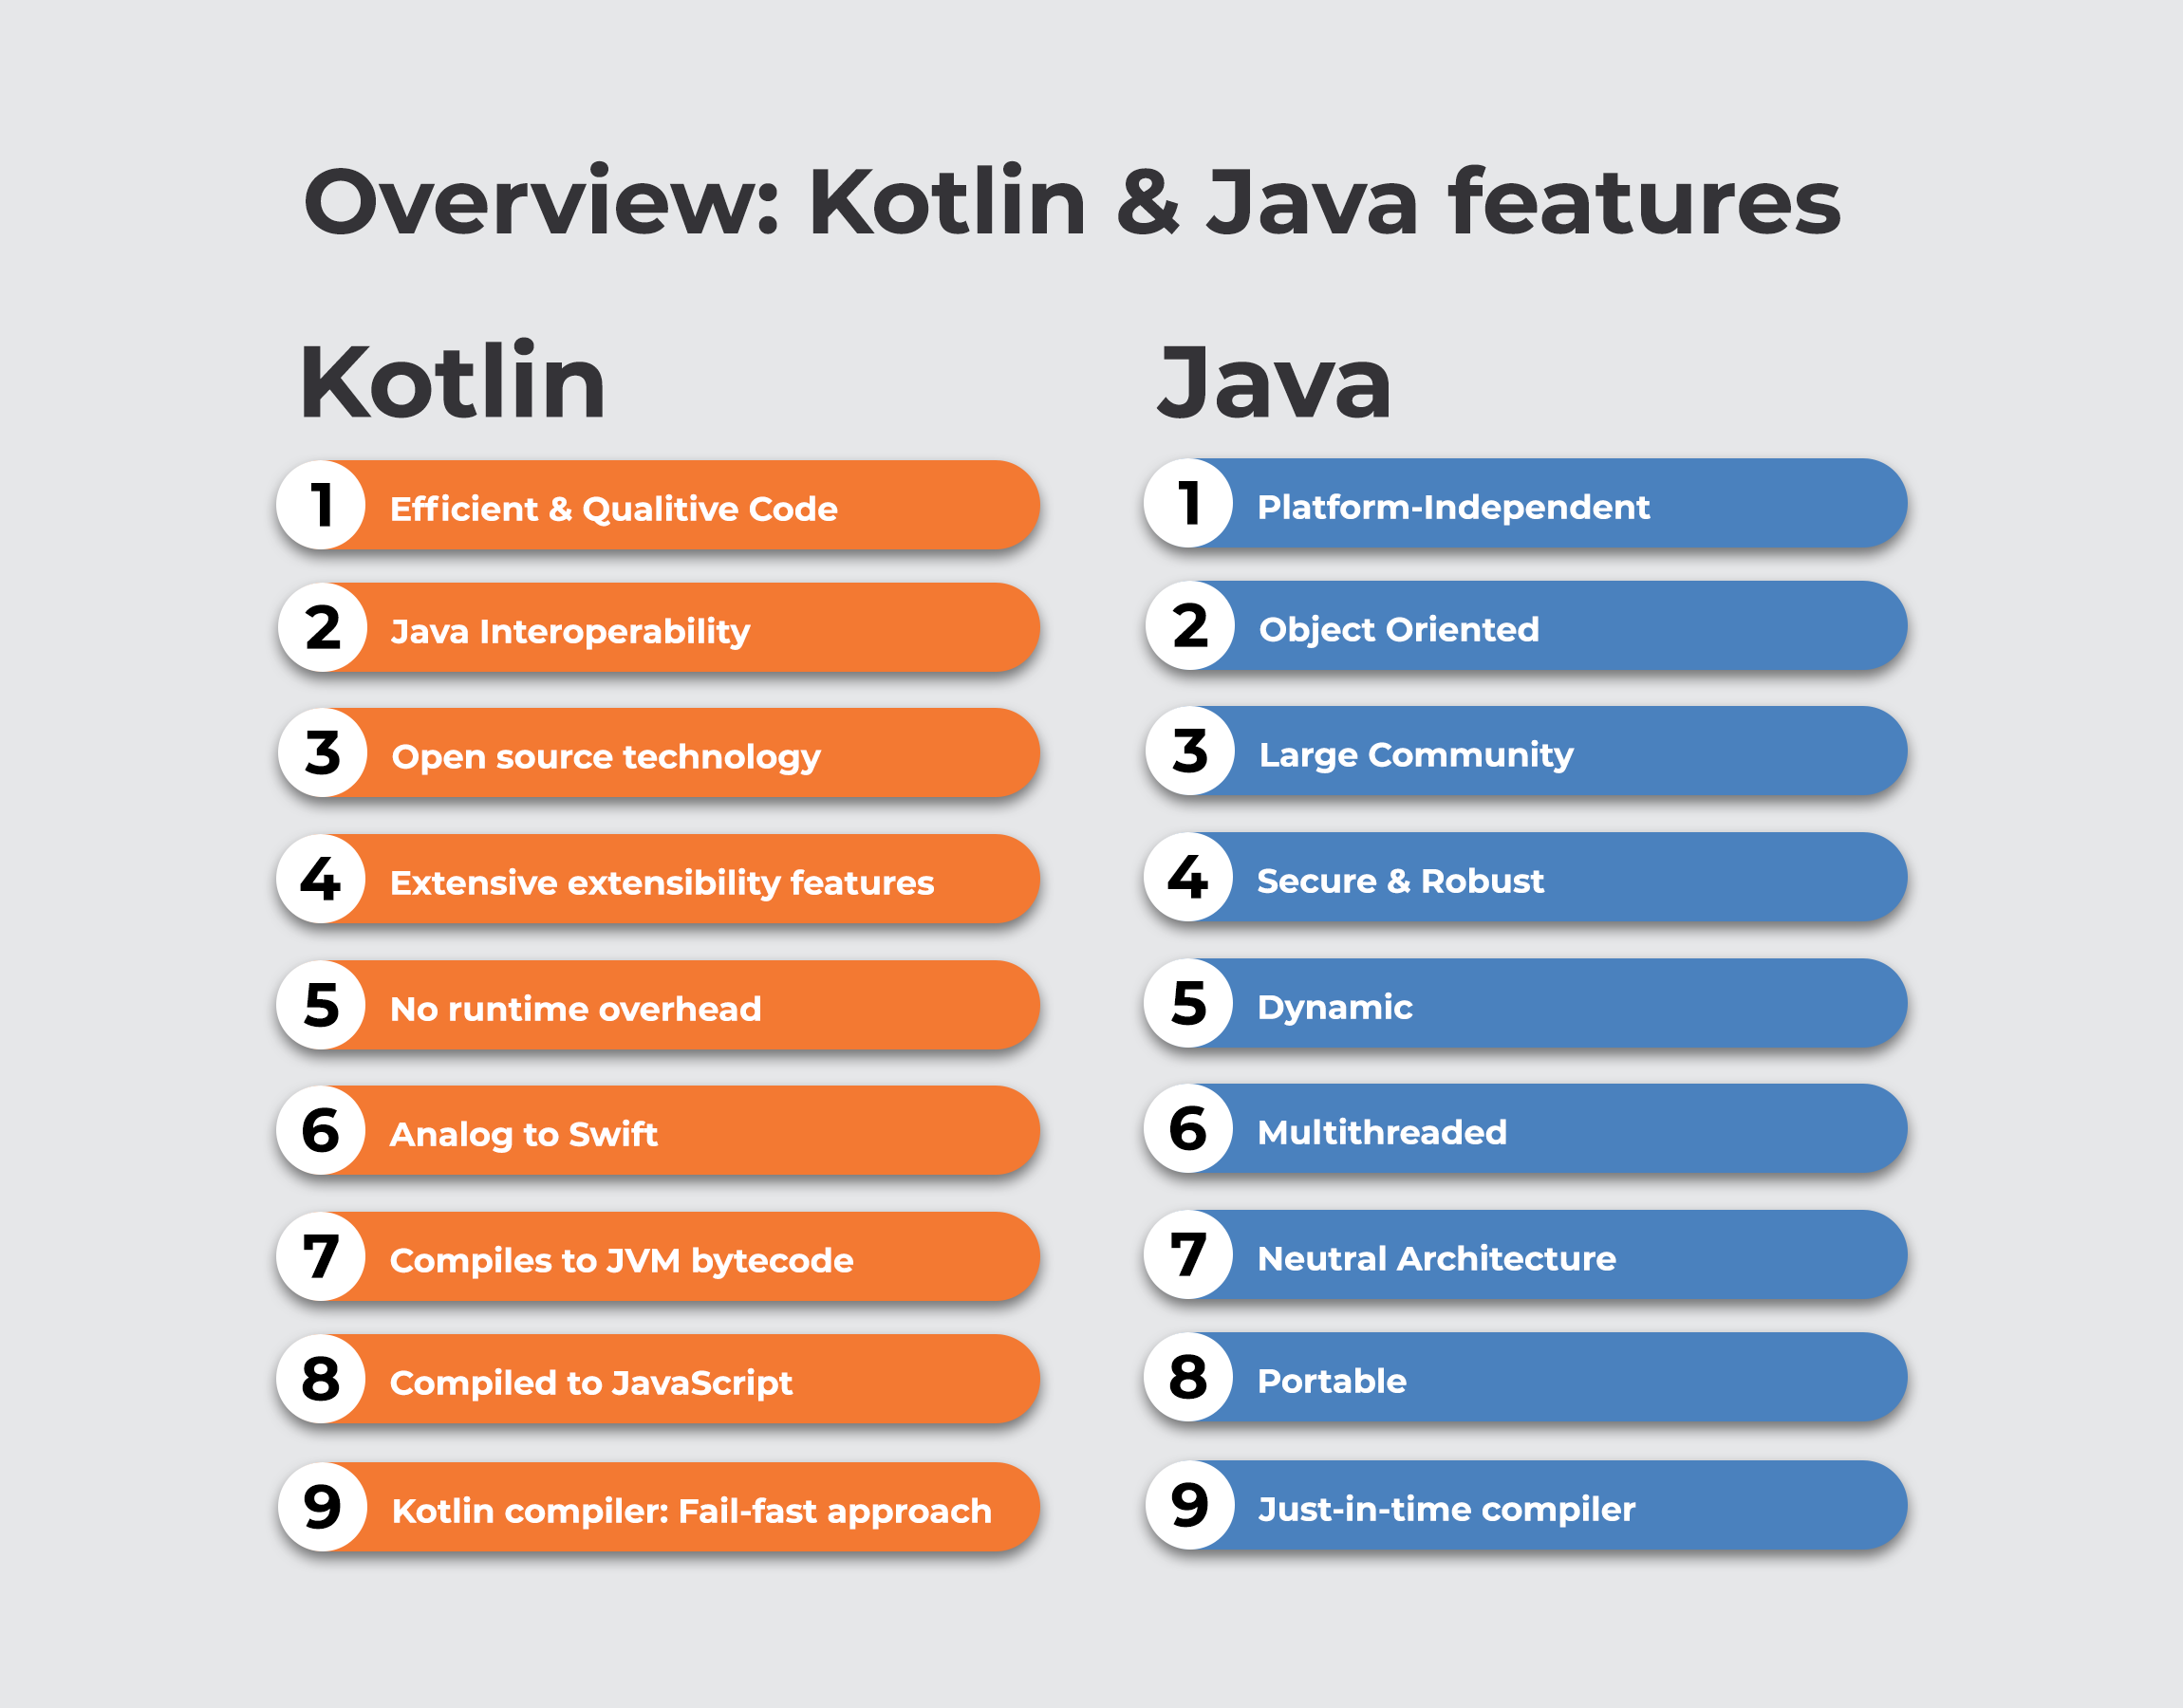 Overview: Kotlin & Java features
Kotlin
1 Efficient & Qualitive Code
2 Java Interoperability
3 Open source technology
4 Extensive extensibility features
5 No runtime overhead
6 Analog to Swift
7 Compiles to JVM bytecode
8 Compiled to JavaScript
9 Kotlin compiler: Fail-fast approach
Java
1 Platform-Independent
2 Object Oriented
3 Large Community
4 Secure & Robust
5 Dynamic
6 Multithreaded
7 Neutral Architecture
8 Portable
9 Just-in-time compiler